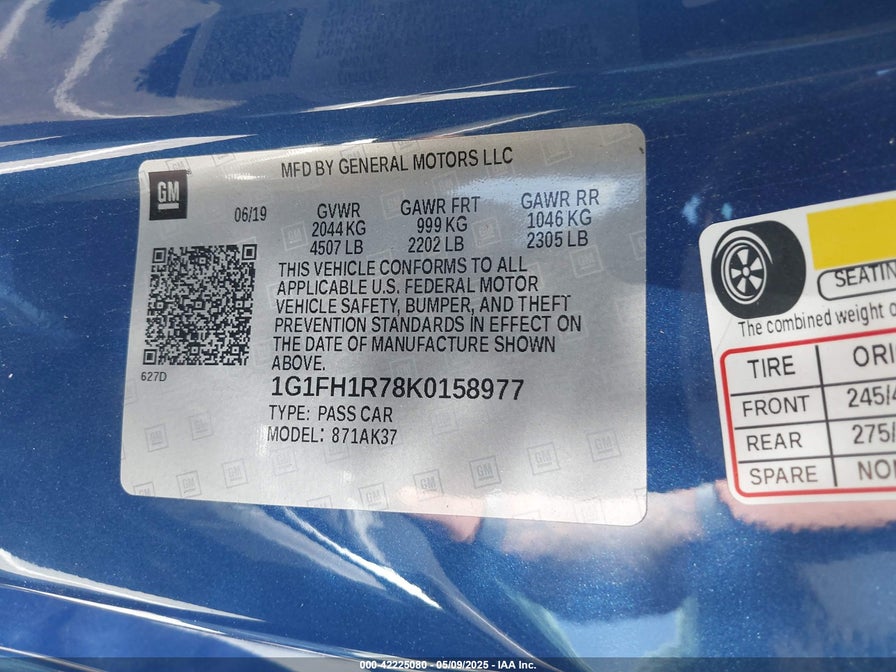 MFD BY GENERAL MOTORS LLC
GM
06/19
GVWR
2044 KG
4507 LB
GAWR FRT
999 KG
2202 LB
GAWR RR
1046 KG
2305 LB
THIS VEHICLE CONFORMS TO ALL
APPLICABLE U.S. FEDERAL MOTOR
VEHICLE SAFETY, BUMPER, AND THEFT
PREVENTION STANDARDS IN EFFECT ON
THE DATE OF MANUFACTURE SHOWN
ABOVE.
627D
1G1FH1R78K0158977
TYPE: PASS CAR
MODEL: 871AK37
The combined weight
TIRE
FRONT 245/
REAR 275/
SPARE
000-42225080 - 05/09/2025 - IAA Inc.